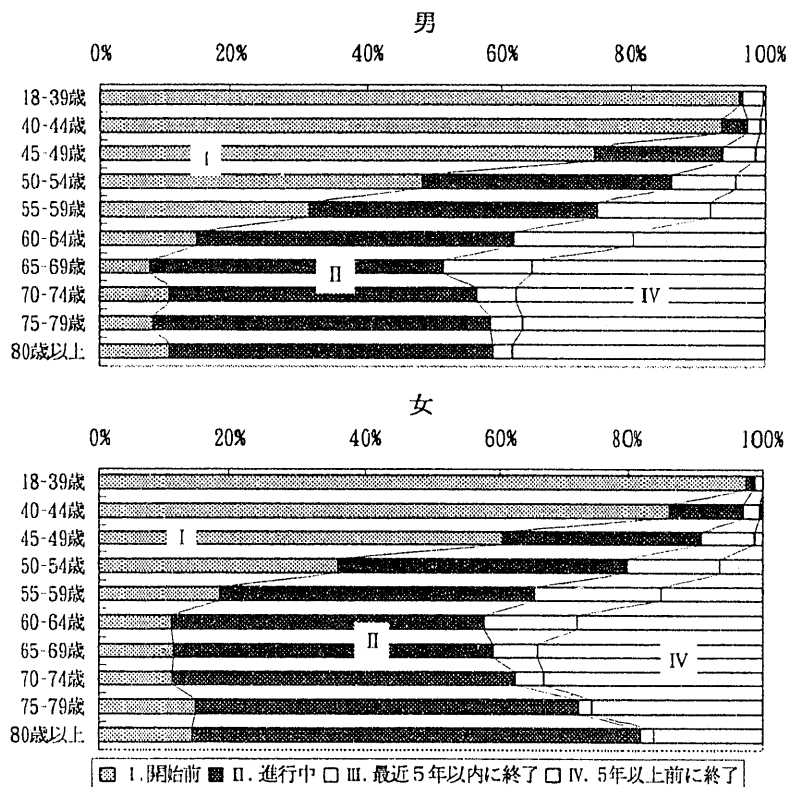 男
0% 20% 40% 60% 80% 100%
18-39歳
40-44歳
45-49歳
I
50-54歳
55-59歳
60-64歳
65-69歳
II
70-74歳
IV
75-79歳
80歳以上
女
0% 20% 40% 60% 80% 100%
18-39歳
40-44歳
45-49歳
I
50-54歳
55-59歳
60-64歳
II
65-69歳
IV
70-74歳
75-79歳
80歳以上
I.開始前 II.進行中 III.最近5年以内に終了 IV.5年以上前に終了